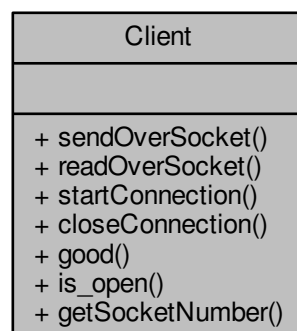 Client
+ sendOverSocket()
+ readOverSocket()
+ startConnection()
+ closeConnection()
+ good()
+ is_open()
+ getSocketNumber()